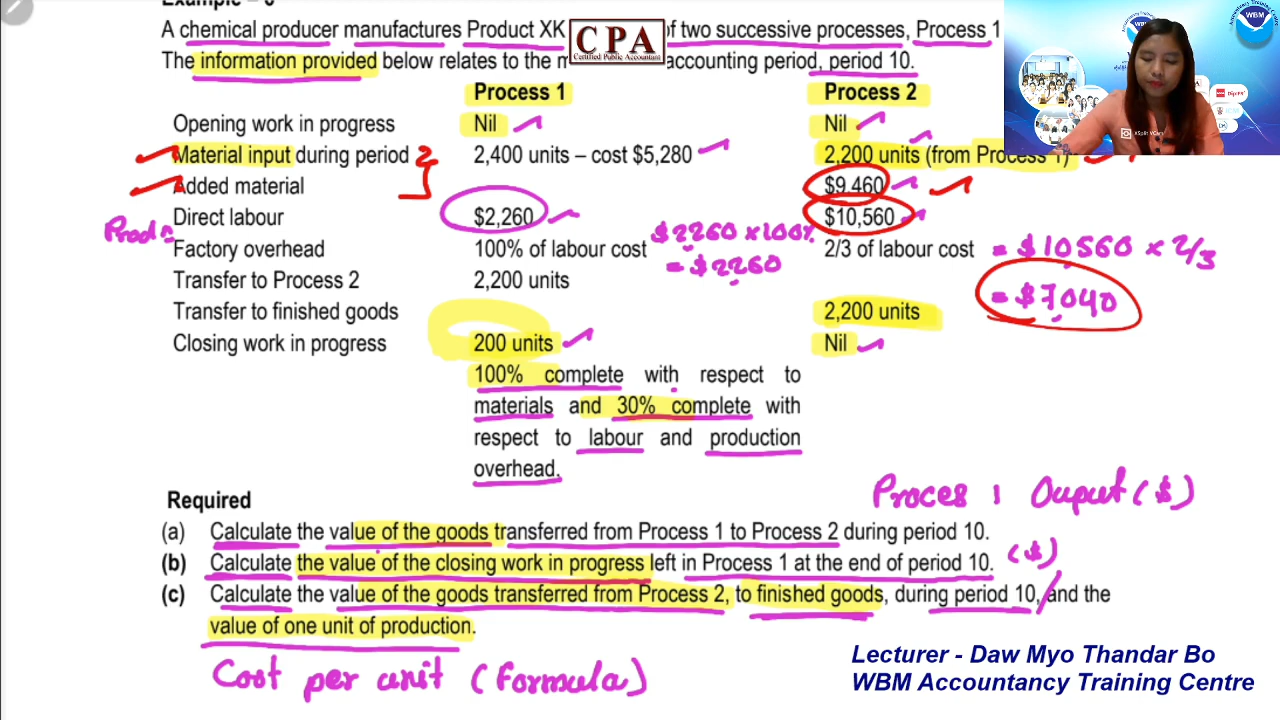 A chemical producer manufactures Product XK CPA of two successive processes, Process 1
Certified Public Accountant
The information provided below relates to the m accounting period, period 10.
Process 1 Process 2
Opening work in progress Nil Nil
Material input during period 2,400 units – cost $5,280 2,200 units (from Process 1)
Added material $9,460
Direct labour $2,260 $10,560
Prodn
Factory overhead 100% of labour cost $2260 x 100% 2/3 of labour cost = $10560 x 2/3
= $2260
Transfer to Process 2 2,200 units = $7040
Transfer to finished goods 2,200 units
Closing work in progress 200 units Nil
100% complete with respect to
materials and 30% complete with
respect to labour and production
overhead.
Proces 1 Ouput ($)
Required
(a) Calculate the value of the goods transferred from Process 1 to Process 2 during period 10.
(b) Calculate the value of the closing work in progress left in Process 1 at the end of period 10. ($)
(c) Calculate the value of the goods transferred from Process 2, to finished goods, during period 10, and the
value of one unit of production.
Cost per unit (Formula)
Lecturer - Daw Myo Thandar Bo
WBM Accountancy Training Centre